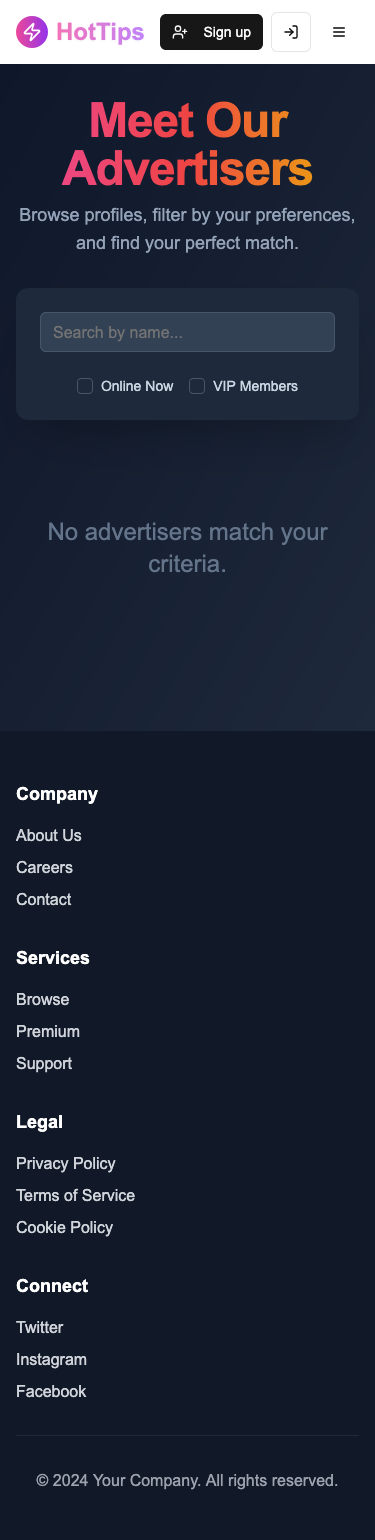 HotTips
Sign up
Meet Our
Advertisers
Browse profiles, filter by your preferences,
and find your perfect match.
Search by name...
Online Now
VIP Members
No advertisers match your
criteria.
Company
About Us
Careers
Contact
Services
Browse
Premium
Support
Legal
Privacy Policy
Terms of Service
Cookie Policy
Connect
Twitter
Instagram
Facebook
© 2024 Your Company. All rights reserved.